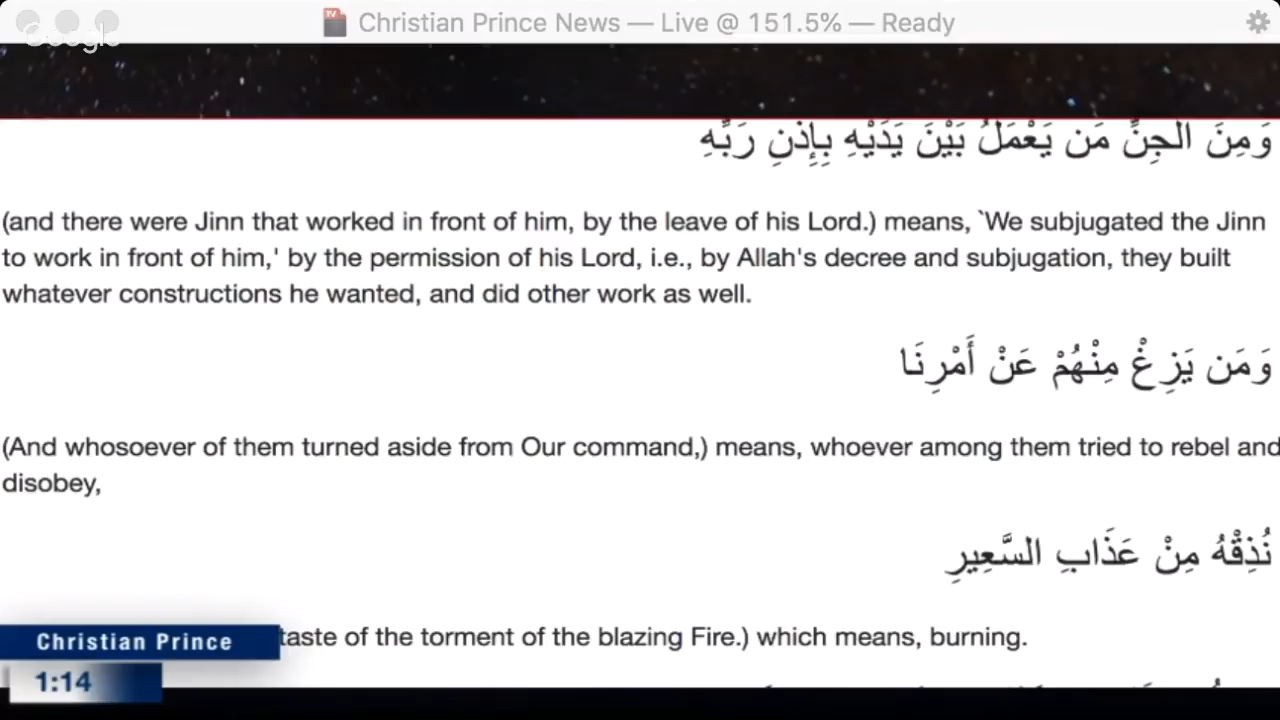 Christian Prince News — Live @ 151.5% — Ready
Google
وَمِنَ الْجِنِّ مَن يَعْمَلُ بَيْنَ يَدَيْهِ بِإِذْنِ رَبِّهِ
(and there were Jinn that worked in front of him, by the leave of his Lord.) means, `We subjugated the Jinn
to work in front of him,' by the permission of his Lord, i.e., by Allah's decree and subjugation, they built
whatever constructions he wanted, and did other work as well.
وَمَن يَزِغْ مِنْهُمْ عَنْ أَمْرِنَا
(And whosoever of them turned aside from Our command,) means, whoever among them tried to rebel and
disobey,
نُذِقْهُ مِنْ عَذَابِ السَّعِيرِ
taste of the torment of the blazing Fire.) which means, burning.
Christian Prince
1:14